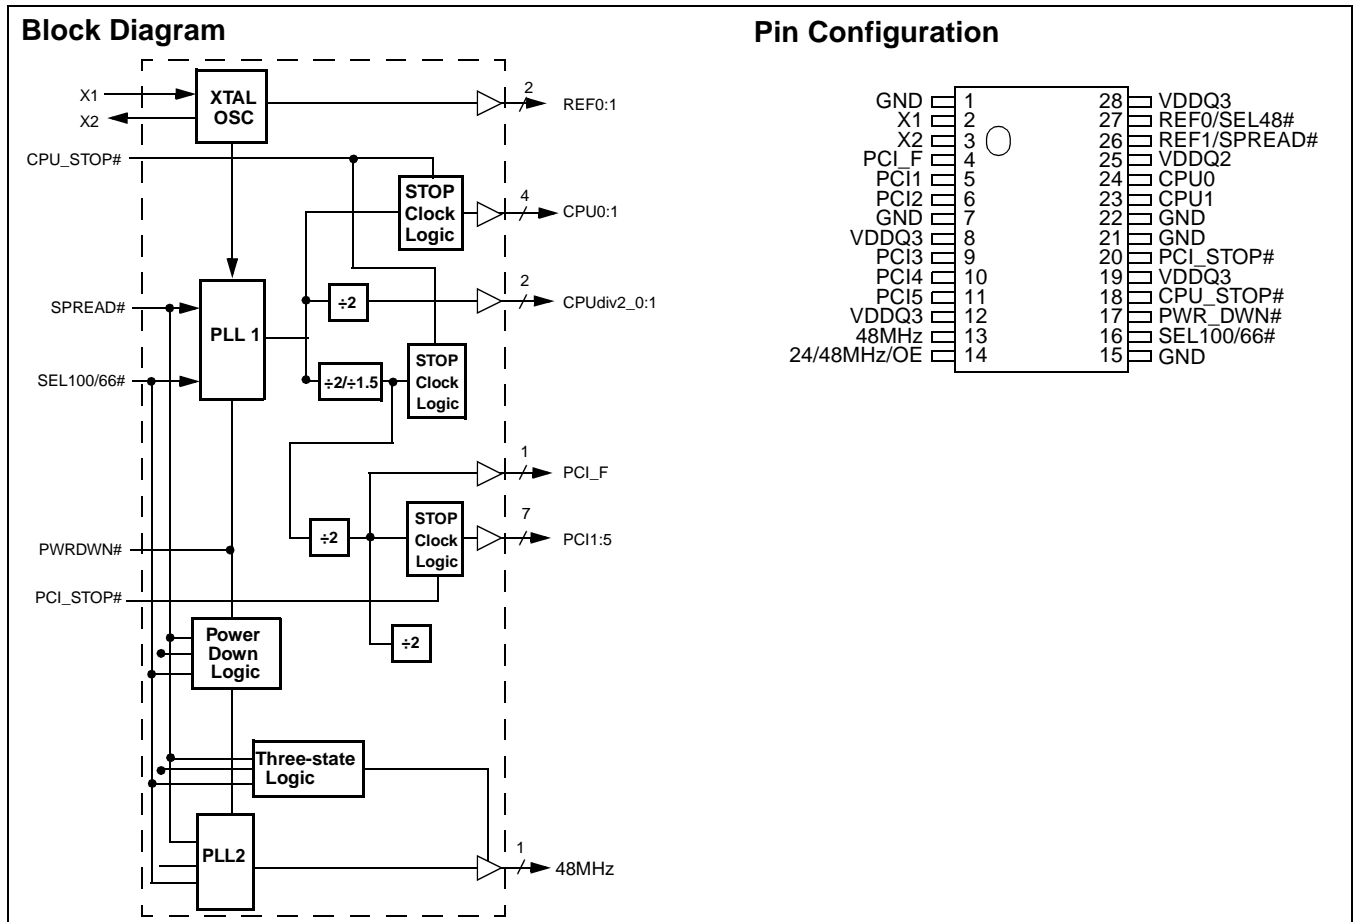 Block Diagram
X1
X2
XTAL
OSC
2
REF0:1
CPU_STOP#
STOP
Clock
Logic
4
CPU0:1
SPREAD#
PLL 1
÷2
2
CPUdiv2_0:1
SEL100/66#
÷2/÷1.5
STOP
Clock
Logic
1
PCI_F
÷2
STOP
Clock
Logic
7
PCI1:5
PWRDWN#
PCI_STOP#
÷2
Power
Down
Logic
Three-state
Logic
PLL2
1
48MHz
Pin Configuration
GND 1 28 VDDQ3
X1 2 27 REF0/SEL48#
X2 3 26 REF1/SPREAD#
PCI_F 4 25 VDDQ2
PCI1 5 24 CPU0
PCI2 6 23 CPU1
GND 7 22 GND
VDDQ3 8 21 GND
PCI3 9 20 PCI_STOP#
PCI4 10 19 VDDQ3
PCI5 11 18 CPU_STOP#
VDDQ3 12 17 PWR_DWN#
48MHz 13 16 SEL100/66#
24/48MHz/OE 14 15 GND